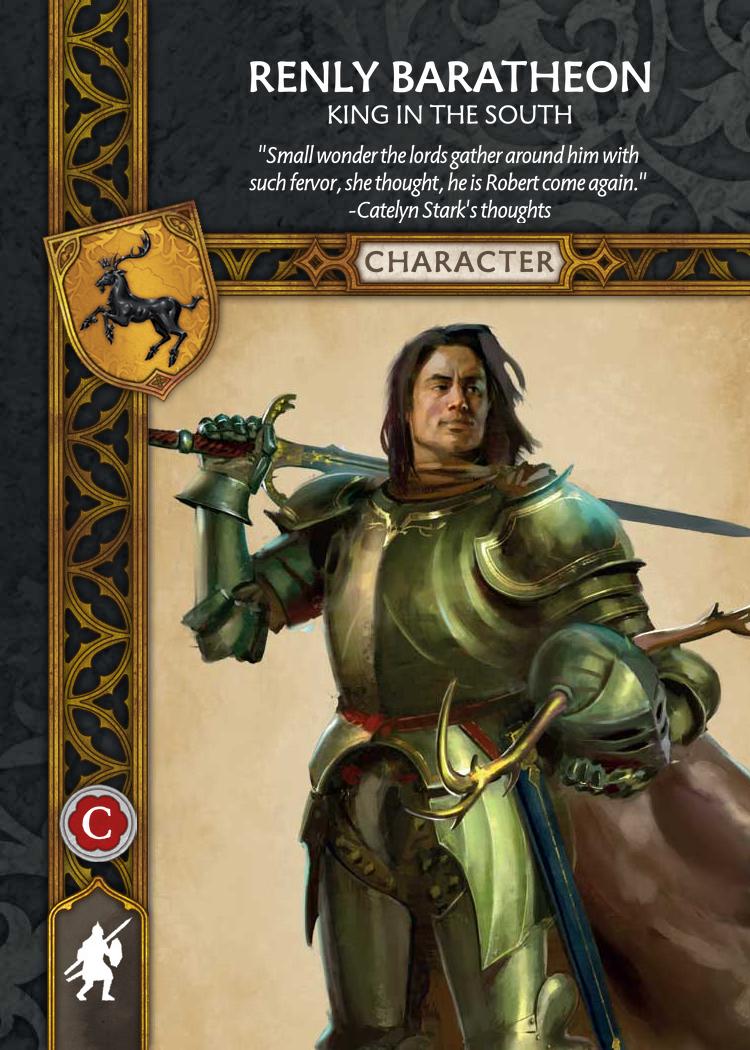 RENLY BARATHEON
KING IN THE SOUTH
"Small wonder the lords gather around him with
such fervor, she thought, he is Robert come again."
-Catelyn Stark's thoughts
CHARACTER
C